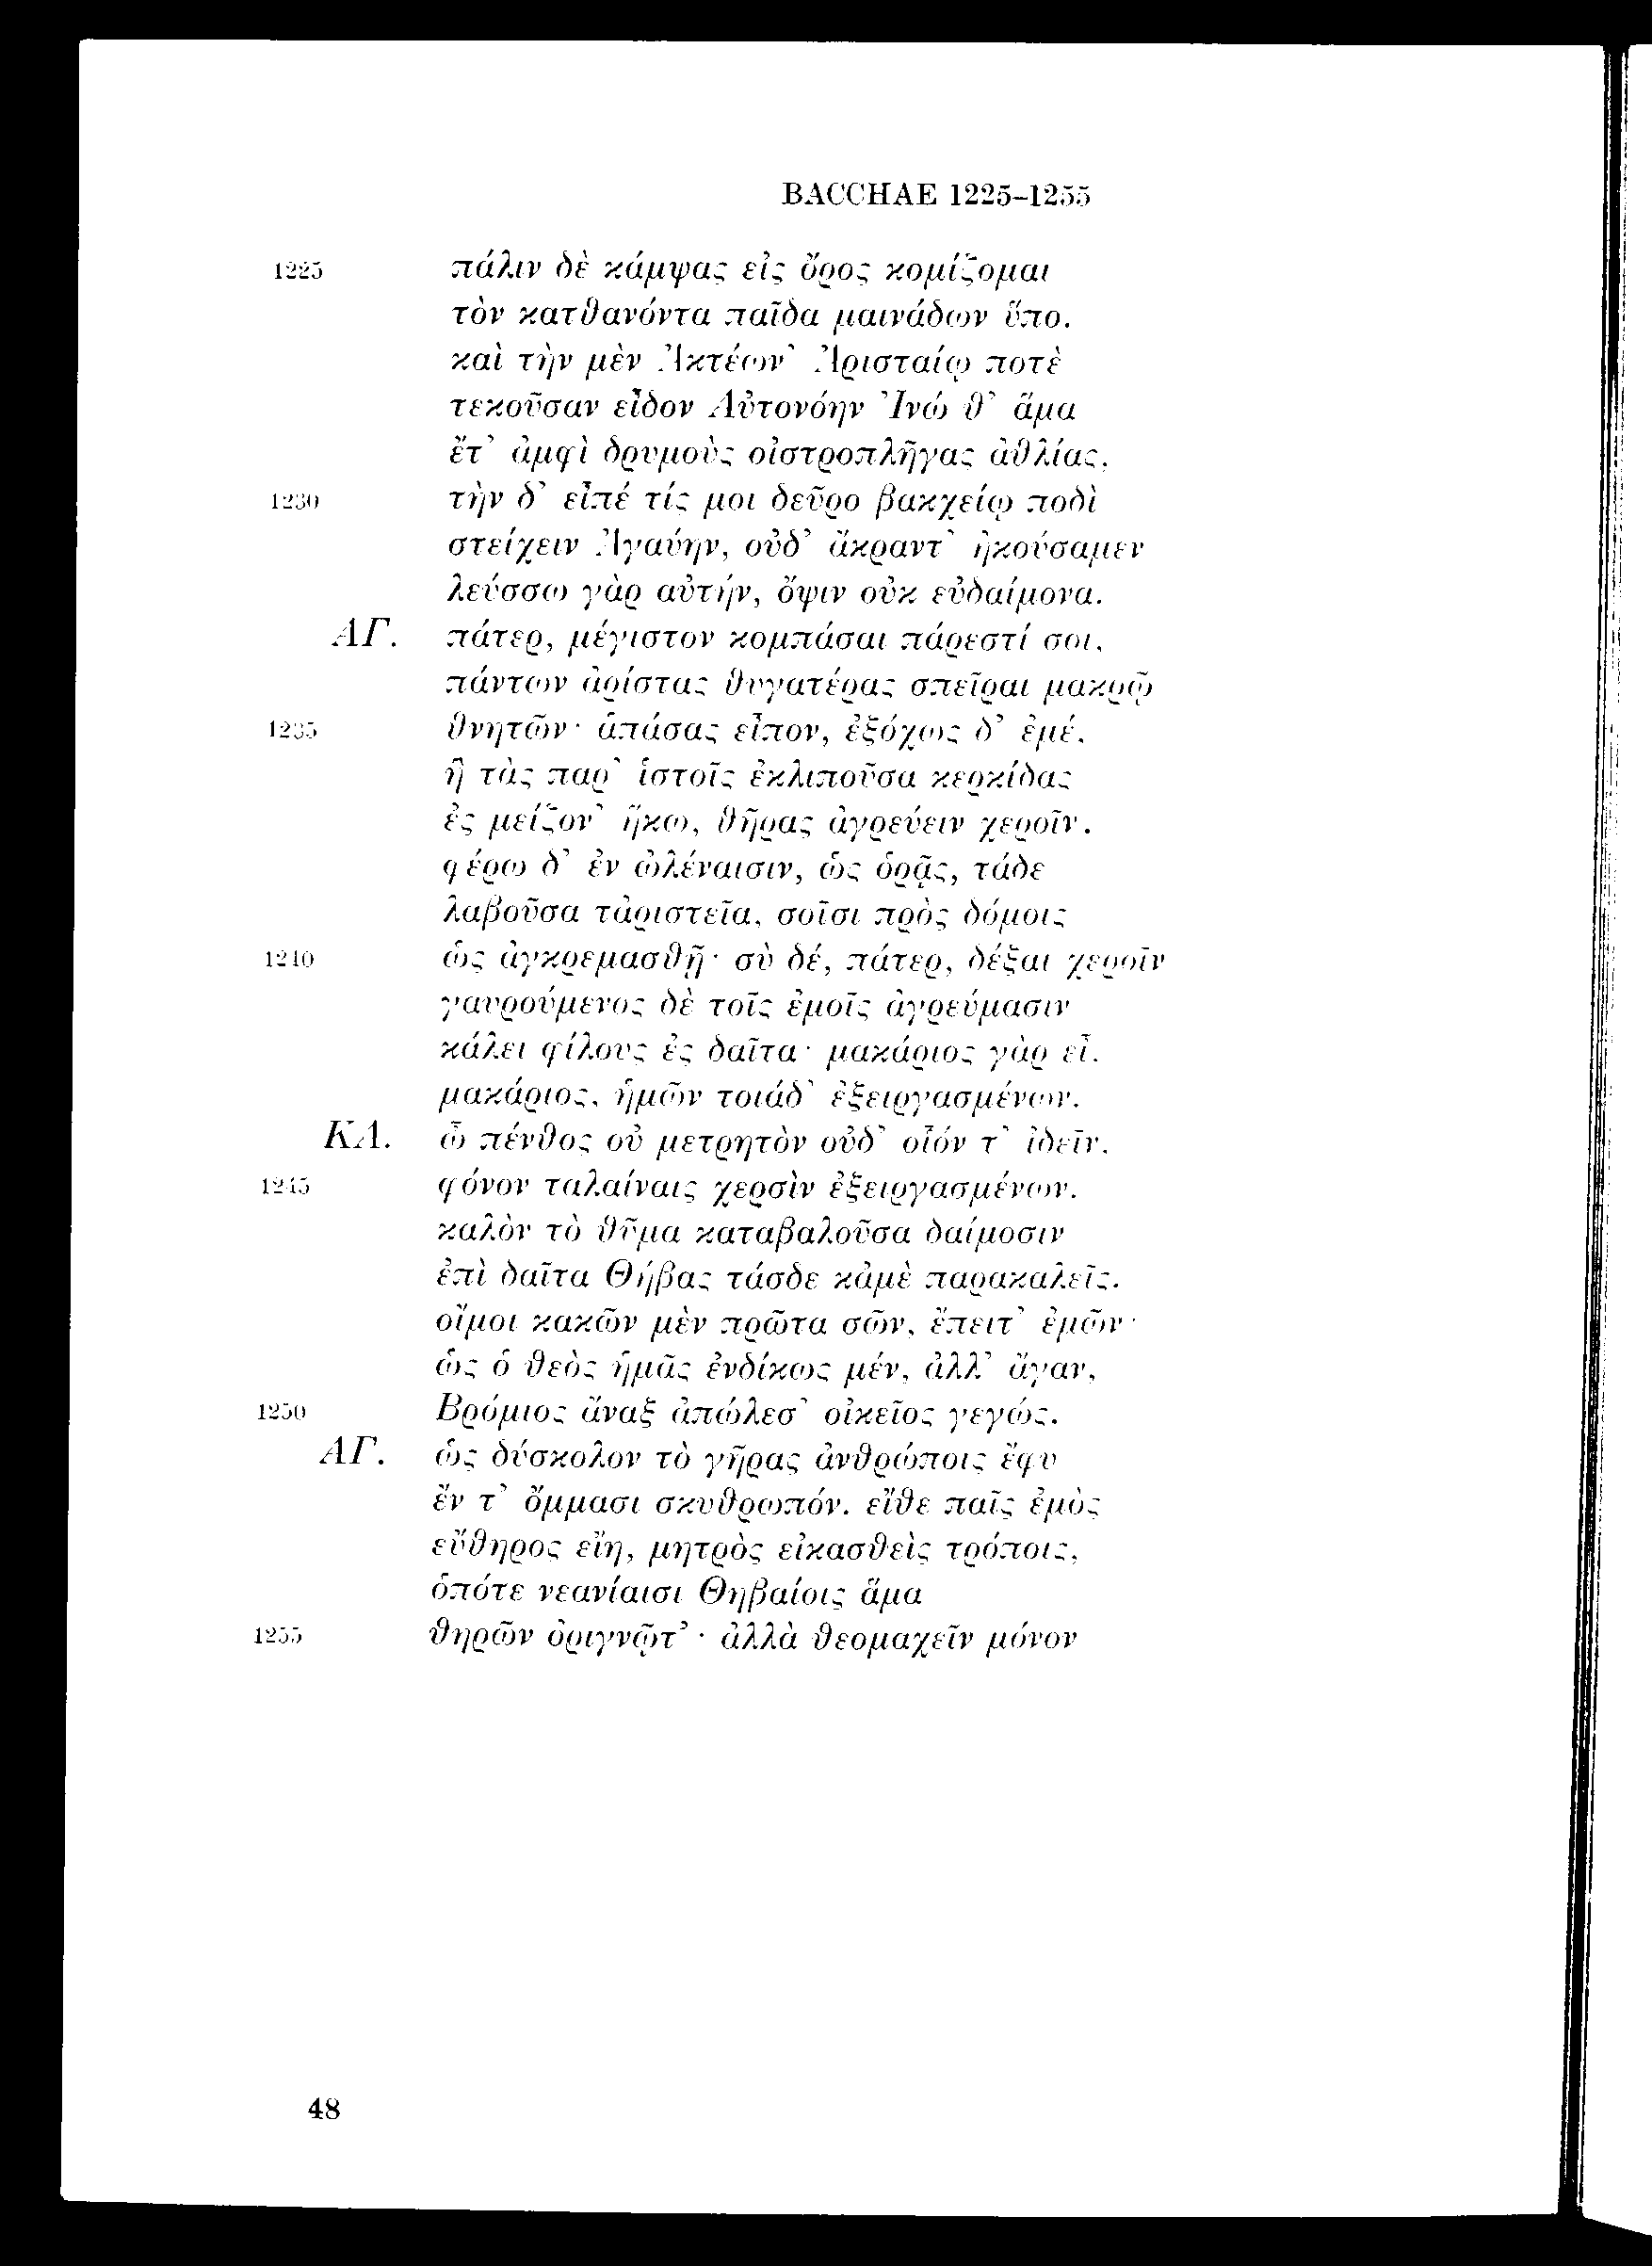 BACCHAE 1225–1255
1225 πάλιν δὲ κάμψας εἰς ὄρος κομίζομαι
τὸν κατθανόντα παῖδα μαινάδων ὕπο.
καὶ τὴν μὲν Ἀκτέων' Ἀρισταίῳ ποτὲ
τεκοῦσαν εἶδον Αὐτονόην Ἰνώ θ' ἅμα
ἔτ' ἀμφὶ δρυμοὺς οἰστροπλῆγας ἀθλίας,
1230 τὴν δ' εἶπέ τίς μοι δεῦρο βακχείῳ ποδὶ
στείχειν Ἀγαύην, οὐδ' ἄκραντ' ἠκούσαμεν
λεύσσω γὰρ αὐτήν, ὄψιν οὐκ εὐδαίμονα.
ΑΓ. πάτερ, μέγιστον κομπάσαι πάρεστί σοι,
πάντων ἀρίστας θυγατέρας σπεῖραι μακρῷ
1235 θνητῶν· ἁπάσας εἶπον, ἐξόχως δ' ἐμέ,
ἣ τὰς παρ' ἱστοῖς ἐκλιποῦσα κερκίδας
ἐς μείζον' ἥκω, θῆρας ἀγρεύειν χεροῖν.
φέρω δ' ἐν ὠλέναισιν, ὡς ὁρᾷς, τάδε
λαβοῦσα τἀριστεῖα, σοῖσι πρὸς δόμοις
1240 ὡς ἀγκρεμασθῇ· σὺ δέ, πάτερ, δέξαι χεροῖν
γαυρούμενος δὲ τοῖς ἐμοῖς ἀγρεύμασιν
κάλει φίλους ἐς δαῖτα· μακάριος γὰρ εἶ,
μακάριος, ἡμῶν τοιάδ' ἐξειργασμένων.
ΚΑ. ὦ πένθος οὐ μετρητὸν οὐδ' οἷόν τ' ἰδεῖν,
1245 φόνον ταλαίναις χερσὶν ἐξειργασμένων.
καλὸν τὸ θῦμα καταβαλοῦσα δαίμοσιν
ἐπὶ δαῖτα Θήβας τάσδε κἀμὲ παρακαλεῖς.
οἴμοι κακῶν μὲν πρῶτα σῶν, ἔπειτ' ἐμῶν·
ὡς ὁ θεὸς ἡμᾶς ἐνδίκως μέν, ἀλλ' ἄγαν,
1250 Βρόμιος ἄναξ ἀπώλεσ' οἰκεῖος γεγώς.
ΑΓ. ὡς δύσκολον τὸ γῆρας ἀνθρώποις ἔφυ
ἔν τ' ὄμμασι σκυθρωπόν. εἴθε παῖς ἐμὸς
εὔθηρος εἴη, μητρὸς εἰκασθεὶς τρόποις,
ὁπότε νεανίαισι Θηβαίοις ἅμα
1255 θηρῶν ὀριγνῷτ'· ἀλλὰ θεομαχεῖν μόνον
48